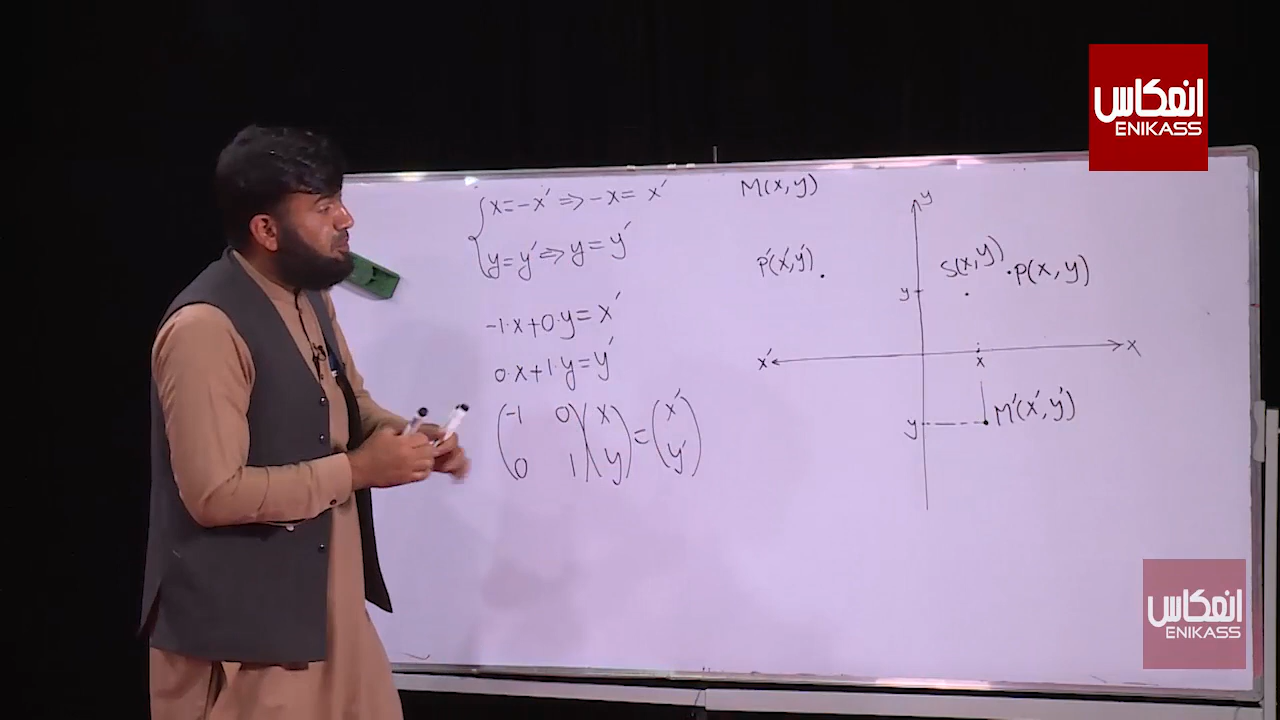 انعکاس
ENIKASS
x=-x′⇒-x= x′
y=y′⇒y=y′
-1·x+0·y=x′
0·x+1·y=y′
(-1 0)(x)=(x′)
(0 1)(y) (y′)
M(x,y)
y
P′(x′,y′)
S(x,y)
P(x,y)
y
x′
x
x
y
M′(x′,y′)
انعکاس
ENIKASS